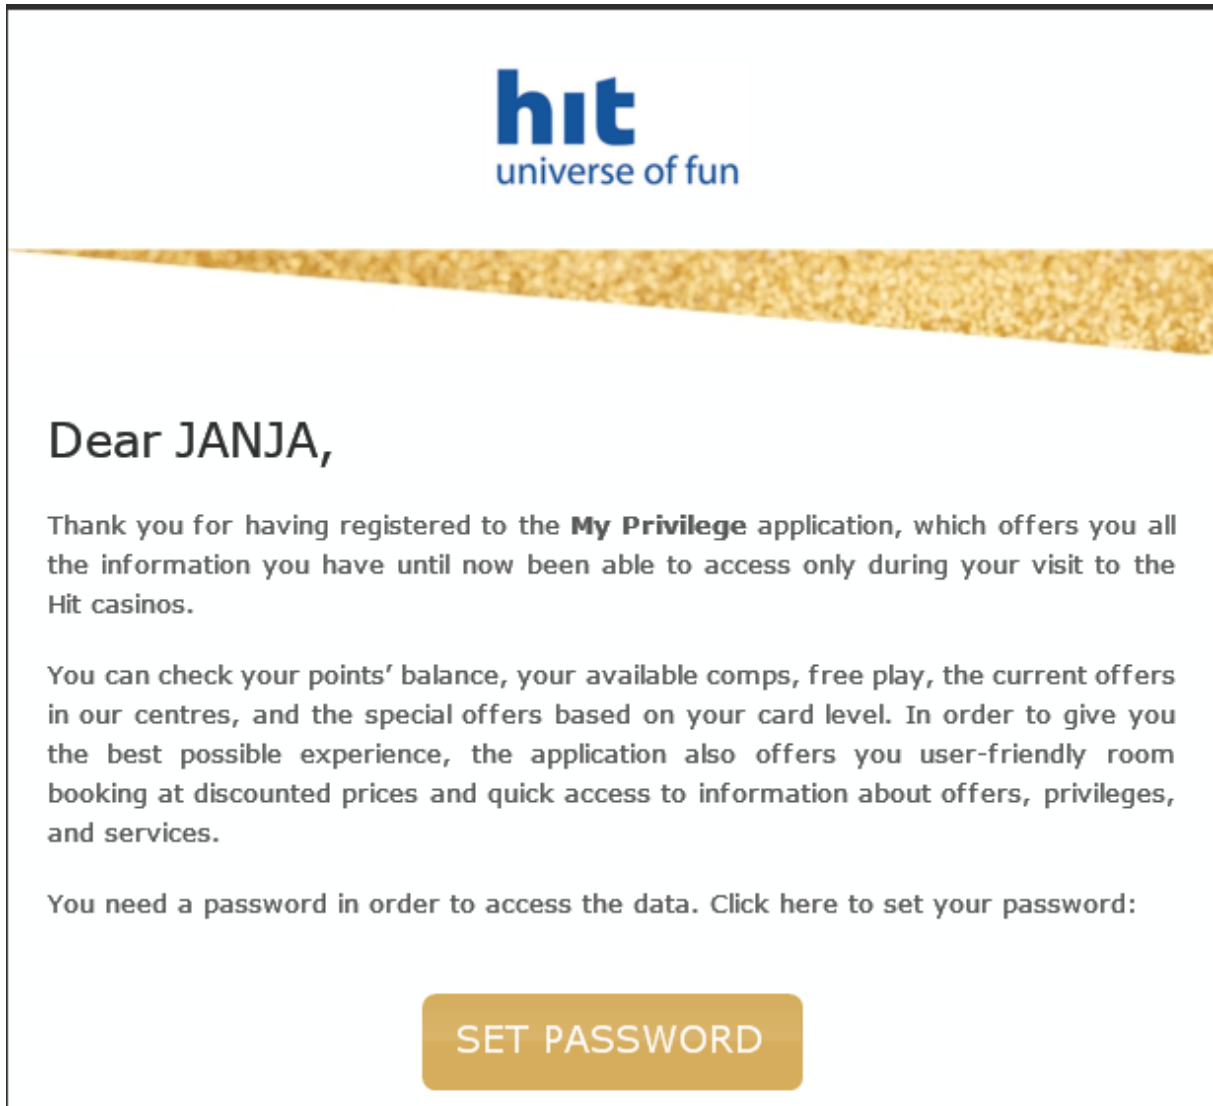 hit
universe of fun
Dear JANJA,
Thank you for having registered to the My Privilege application, which offers you all
the information you have until now been able to access only during your visit to the
Hit casinos.
You can check your points’ balance, your available comps, free play, the current offers
in our centres, and the special offers based on your card level. In order to give you
the best possible experience, the application also offers you user-friendly room
booking at discounted prices and quick access to information about offers, privileges,
and services.
You need a password in order to access the data. Click here to set your password:
SET PASSWORD